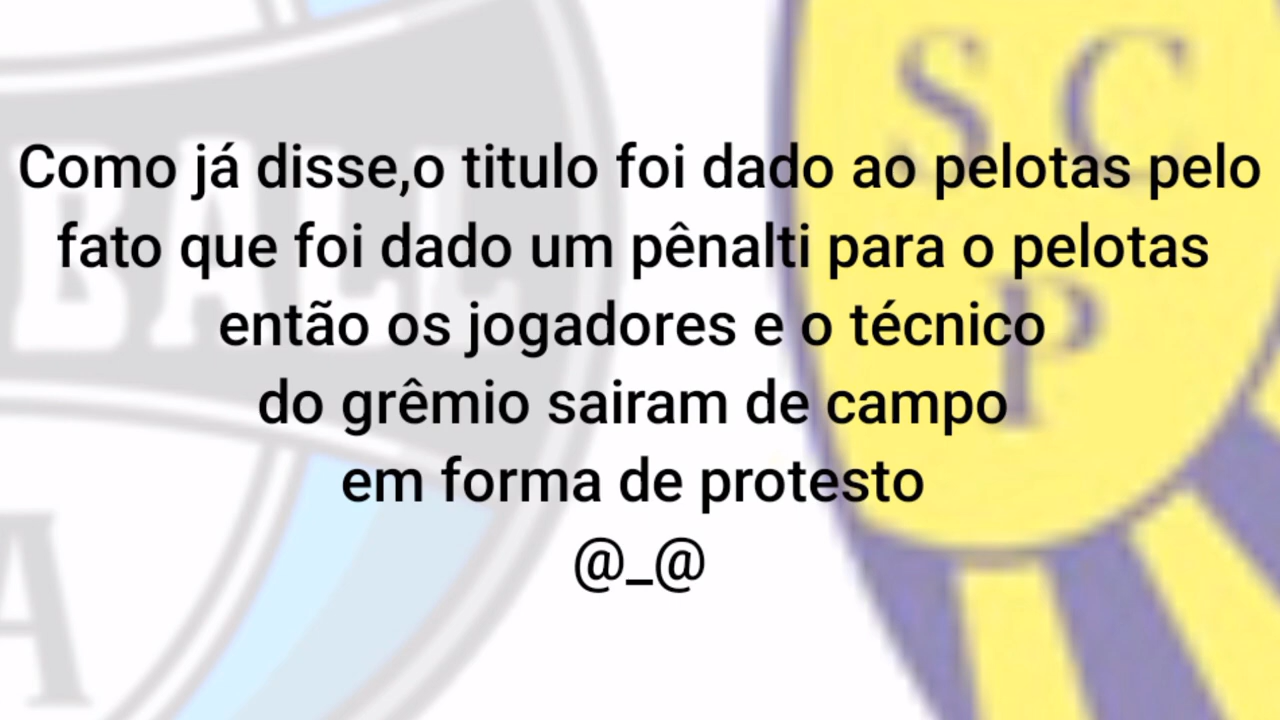 Como já disse,o titulo foi dado ao pelotas pelo
fato que foi dado um pênalti para o pelotas
então os jogadores e o técnico
do grêmio sairam de campo
em forma de protesto
@_@
BALL
A
S C
P